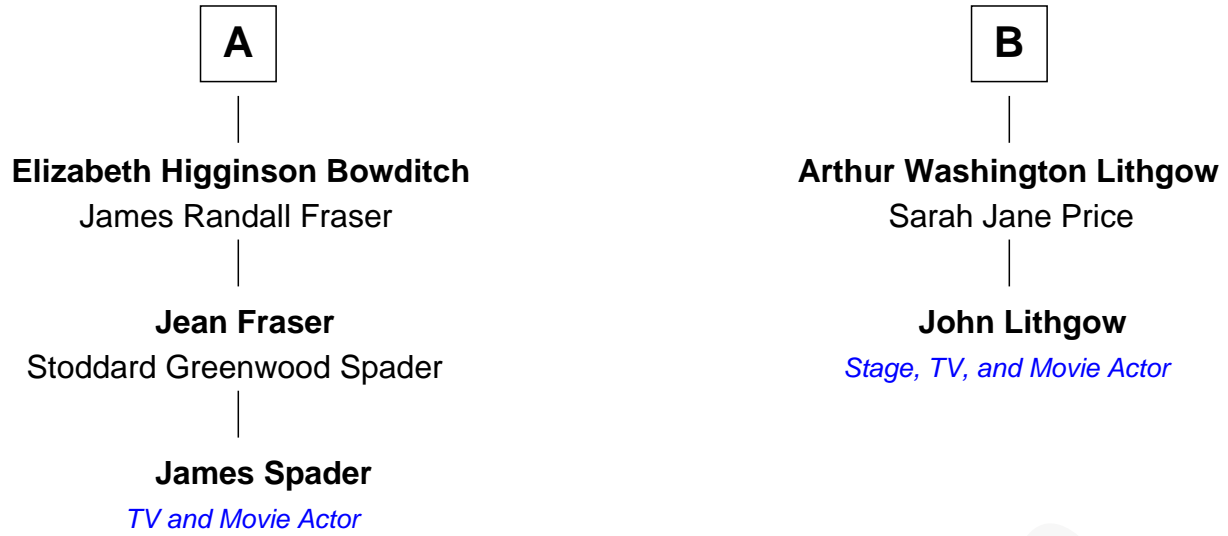 A
Elizabeth Higginson Bowditch
James Randall Fraser
Jean Fraser
Stoddard Greenwood Spader
James Spader
TV and Movie Actor
B
Arthur Washington Lithgow
Sarah Jane Price
John Lithgow
Stage, TV, and Movie Actor